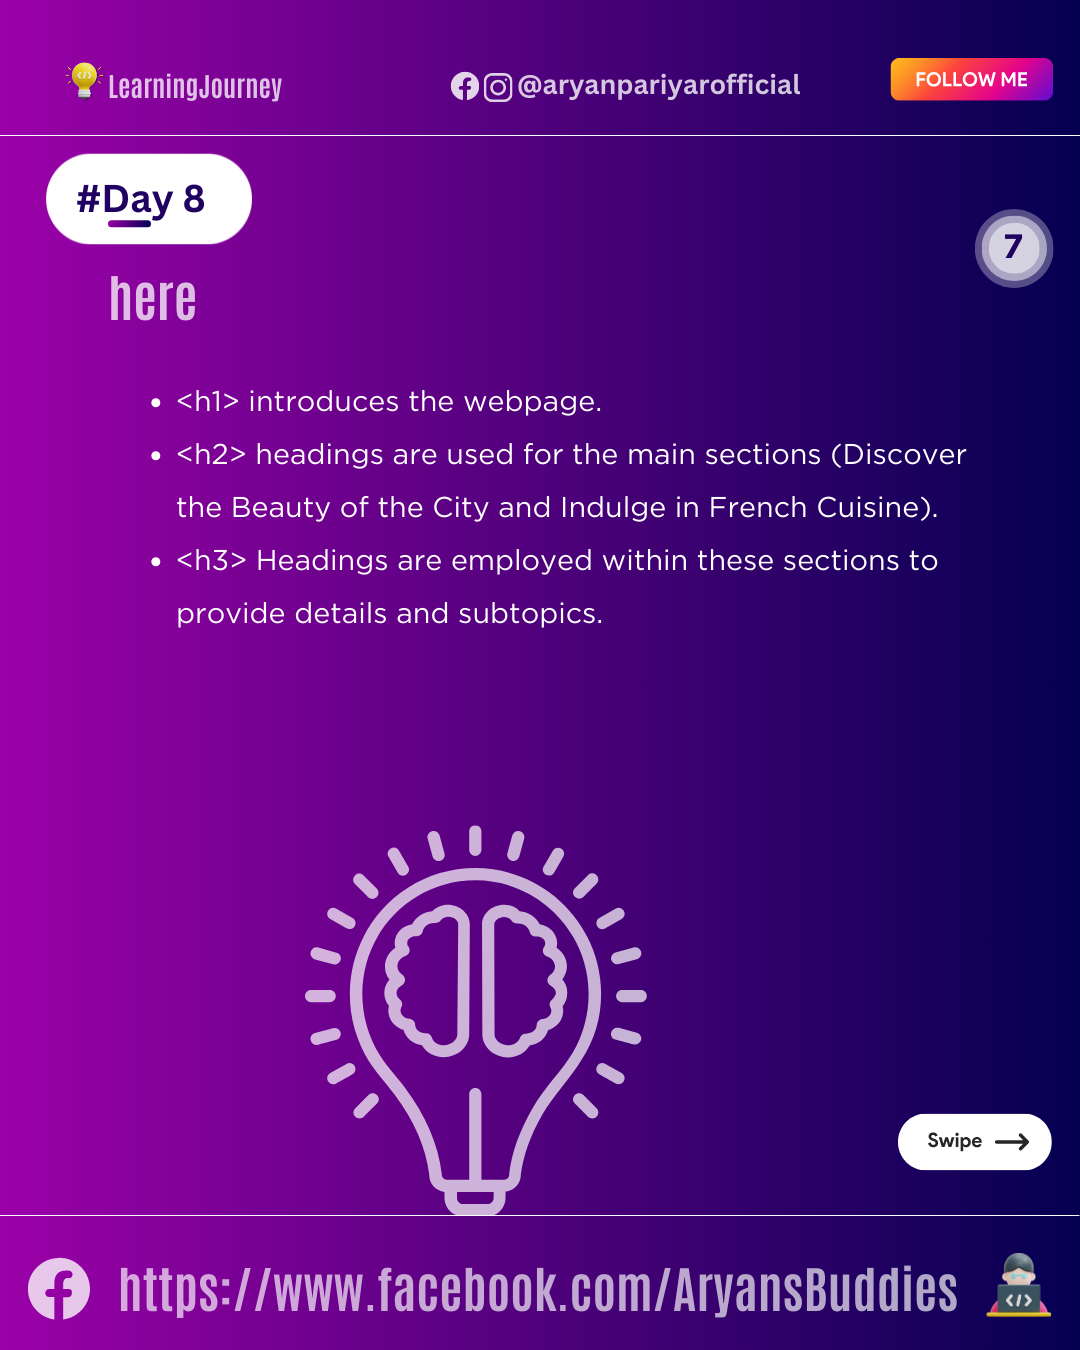 LearningJourney
@aryanpariyarofficial
FOLLOW ME
#Day 8
7
here
• <h1> introduces the webpage.
• <h2> headings are used for the main sections (Discover
the Beauty of the City and Indulge in French Cuisine).
• <h3> Headings are employed within these sections to
provide details and subtopics.
Swipe
https://www.facebook.com/AryansBuddies